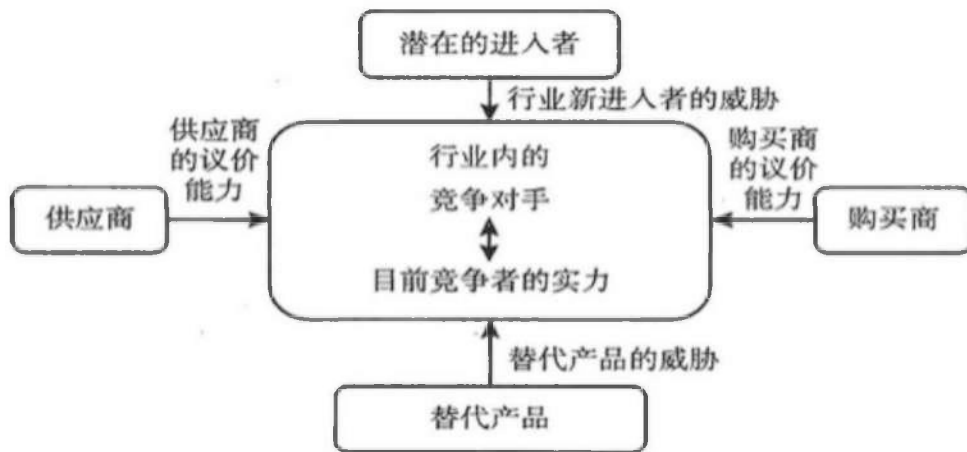 潜在的进入者
行业新进入者的威胁
供应商
的议价
能力
供应商
行业内的
竞争对手
目前竞争者的实力
购买商
的议价
能力
购买商
替代产品的威胁
替代产品